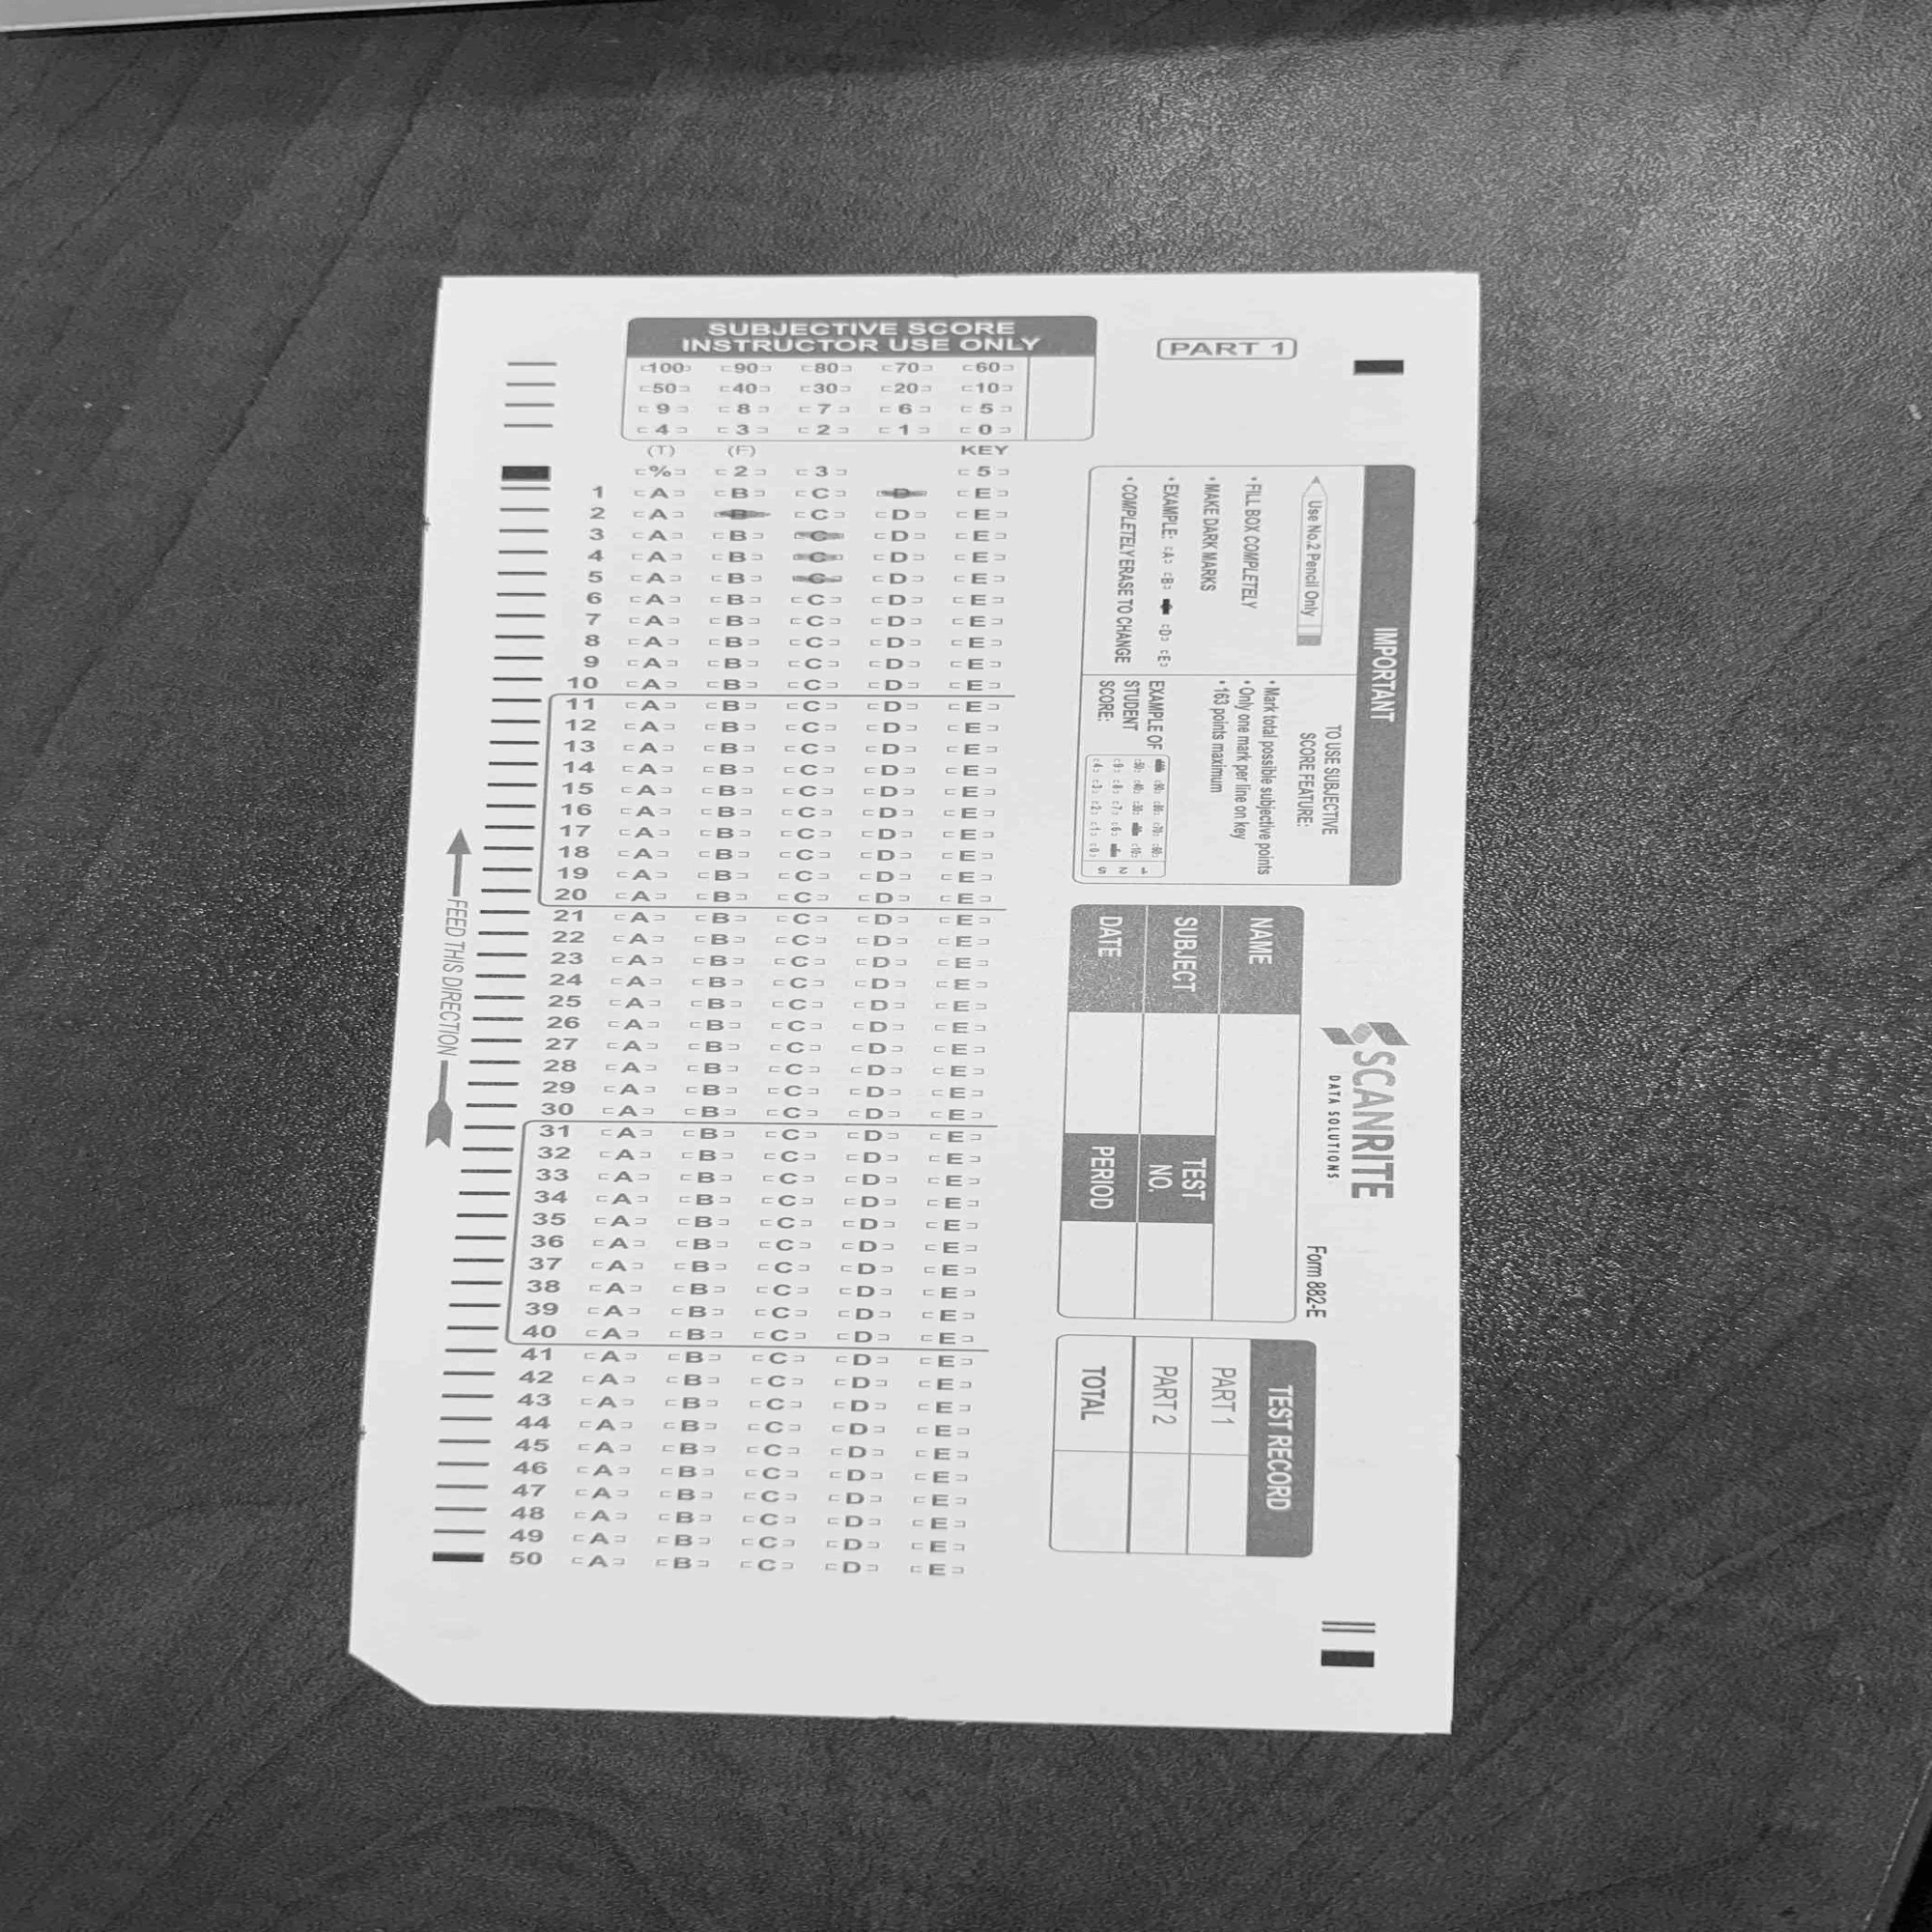 SUBJECTIVE SCORE
INSTRUCTOR USE ONLY
100 90 80 70 60
50 40 30 20 10
9 8 7 6 5
4 3 2 1 0
(T) (F) KEY
% 2 3 5
1 A B C D E
2 A B C D E
3 A B C D E
4 A B C D E
5 A B C D E
6 A B C D E
7 A B C D E
8 A B C D E
9 A B C D E
10 A B C D E
11 A B C D E
12 A B C D E
13 A B C D E
14 A B C D E
15 A B C D E
16 A B C D E
17 A B C D E
18 A B C D E
19 A B C D E
20 A B C D E
21 A B C D E
22 A B C D E
23 A B C D E
24 A B C D E
25 A B C D E
26 A B C D E
27 A B C D E
28 A B C D E
29 A B C D E
30 A B C D E
31 A B C D E
32 A B C D E
33 A B C D E
34 A B C D E
35 A B C D E
36 A B C D E
37 A B C D E
38 A B C D E
39 A B C D E
40 A B C D E
41 A B C D E
42 A B C D E
43 A B C D E
44 A B C D E
45 A B C D E
46 A B C D E
47 A B C D E
48 A B C D E
49 A B C D E
50 A B C D E
FEED THIS DIRECTION
PART 1
IMPORTANT
Use No.2 Pencil Only
• FILL BOX COMPLETELY
• MAKE DARK MARKS
• EXAMPLE: A B D E
• COMPLETELY ERASE TO CHANGE
TO USE SUBJECTIVE
SCORE FEATURE:
• Mark total possible subjective points
• Only one mark per line on key
• 163 points maximum
EXAMPLE OF
STUDENT
SCORE:
90 80 70 60
50 40 30 10
9 8 7 6
4 3 2 1 0
1
2
5
SCANRITE
DATA SOLUTIONS
Form 882-E
NAME
SUBJECT
TEST
NO.
DATE
PERIOD
TEST RECORD
PART 1
PART 2
TOTAL